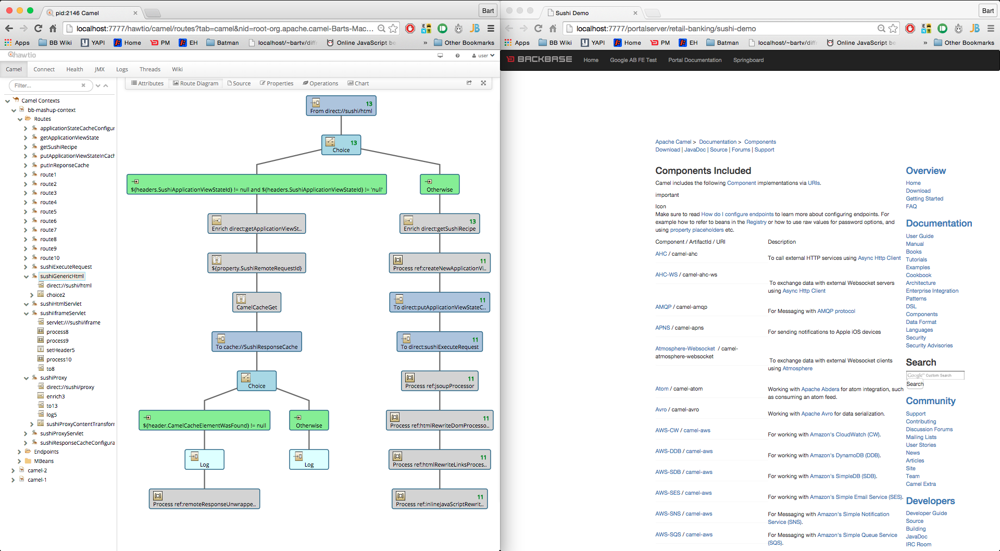 pid:2146 Camel
Bart
localhost:7777/hawtio/camel/routes?tab=camel&nid=root-org.apache.camel-Barts-Mac...
Apps
BB Wiki
YAPI
Home
PM
EH
Batman
localhost/~bartv/diffr
Online JavaScript be
»
Other Bookmarks
hawtio
user
Camel
Connect
Health
JMX
Logs
Threads
Wiki
Filter...
Attributes
Route Diagram
Source
Properties
Operations
Chart
Camel Contexts
bb-mashup-context
Routes
applicationStateCacheConfigur
getApplicationViewState
getSushiRecipe
putApplicationViewStateInCach
putInReponseCache
route1
route2
route3
route4
route5
route6
route7
route8
route9
route10
sushiExecuteRequest
sushiGenericHtml
direct://sushi/html
choice2
sushiHtmlServlet
sushiIframeServlet
servlet:///sushi/iframe
process8
process9
setHeader5
process10
to8
sushiProxy
direct://sushi/proxy
enrich3
to13
log5
sushiProxyContentTransforr
sushiProxyServlet
sushiResponseCacheConfigura
Endpoints
MBeans
camel-2
camel-1
13
From direct://sushi/html
13
Choice
${headers.SushiApplicationViewStateId} != null and ${headers.SushiApplicationViewStateId} != 'null'
Otherwise
Enrich direct:getApplicationViewSt..
13
Enrich direct:getSushiRecipe
${property.SushiRemoteRequestId}
11
Process ref:createNewApplicationVi..
CamelCacheGet
11
To direct:putApplicationViewStateC..
To cache://SushiResponseCache
11
To direct:sushiExecuteRequest
Choice
11
Process ref:jsoupProcessor
${header.CamelCacheElementWasFound} != null
Otherwise
11
Process ref:htmlRewriteDomProcesso..
Log
Log
11
Process ref:htmlRewriteLinksProces..
Process ref:remoteResponseUnwrappe..
11
Process ref:inlineJavaScriptRewrit..
Sushi Demo
Bart
localhost:7777/portalserver/retail-banking/sushi-demo
Apps
BB Wiki
YAPI
Home
PM
EH
Batman
localhost/~bartv/diffr
Online JavaScript be
»
Other Bookmarks
BACKBASE
Home
Google AB FE Test
Portal Documentation
Springboard
Apache Camel > Documentation > Components
Download | JavaDoc | Source | Forums | Support
Components Included
Camel includes the following Component implementations via URIs.
important
Icon
Make sure to read How do I configure endpoints to learn more about configuring endpoints. For
example how to refer to beans in the Registry or how to use raw values for password options, and
using property placeholders etc.
Component / ArtifactId / URI
Description
AHC / camel-ahc
To call external HTTP services using Async Http Client
AHC-WS / camel-ahc-ws
To exchange data with external Websocket servers
using Async Http Client
AMQP / camel-amqp
For Messaging with AMQP protocol
APNS / camel-apns
For sending notifications to Apple iOS devices
Atmosphere-Websocket / camel-
atmosphere-websocket
To exchange data with external Websocket clients
using Atmosphere
Atom / camel-atom
Working with Apache Abdera for atom integration, such
as consuming an atom feed.
Avro / camel-avro
Working with Apache Avro for data serialization.
AWS-CW / camel-aws
For working with Amazon's CloudWatch (CW).
AWS-DDB / camel-aws
For working with Amazon's DynamoDB (DDB).
AWS-SDB / camel-aws
For working with Amazon's SimpleDB (SDB).
AWS-SES / camel-aws
For working with Amazon's Simple Email Service (SES).
AWS-SNS / camel-aws
For Messaging with Amazon's Simple Notification
Service (SNS).
AWS-SQS / camel-aws
For Messaging with Amazon's Simple Queue Service
(SQS).
Overview
Home
Download
Getting Started
FAQ
Documentation
User Guide
Manual
Books
Tutorials
Examples
Cookbook
Architecture
Enterprise Integration
Patterns
DSL
Components
Data Format
Languages
Security
Security Advisories
Search
Google™ Custom Search
Search
Community
Support
Contributing
Discussion Forums
Mailing Lists
User Stories
News
Articles
Site
Team
Camel Extra
Developers
Developer Guide
Source
Building
JavaDoc
IRC Room